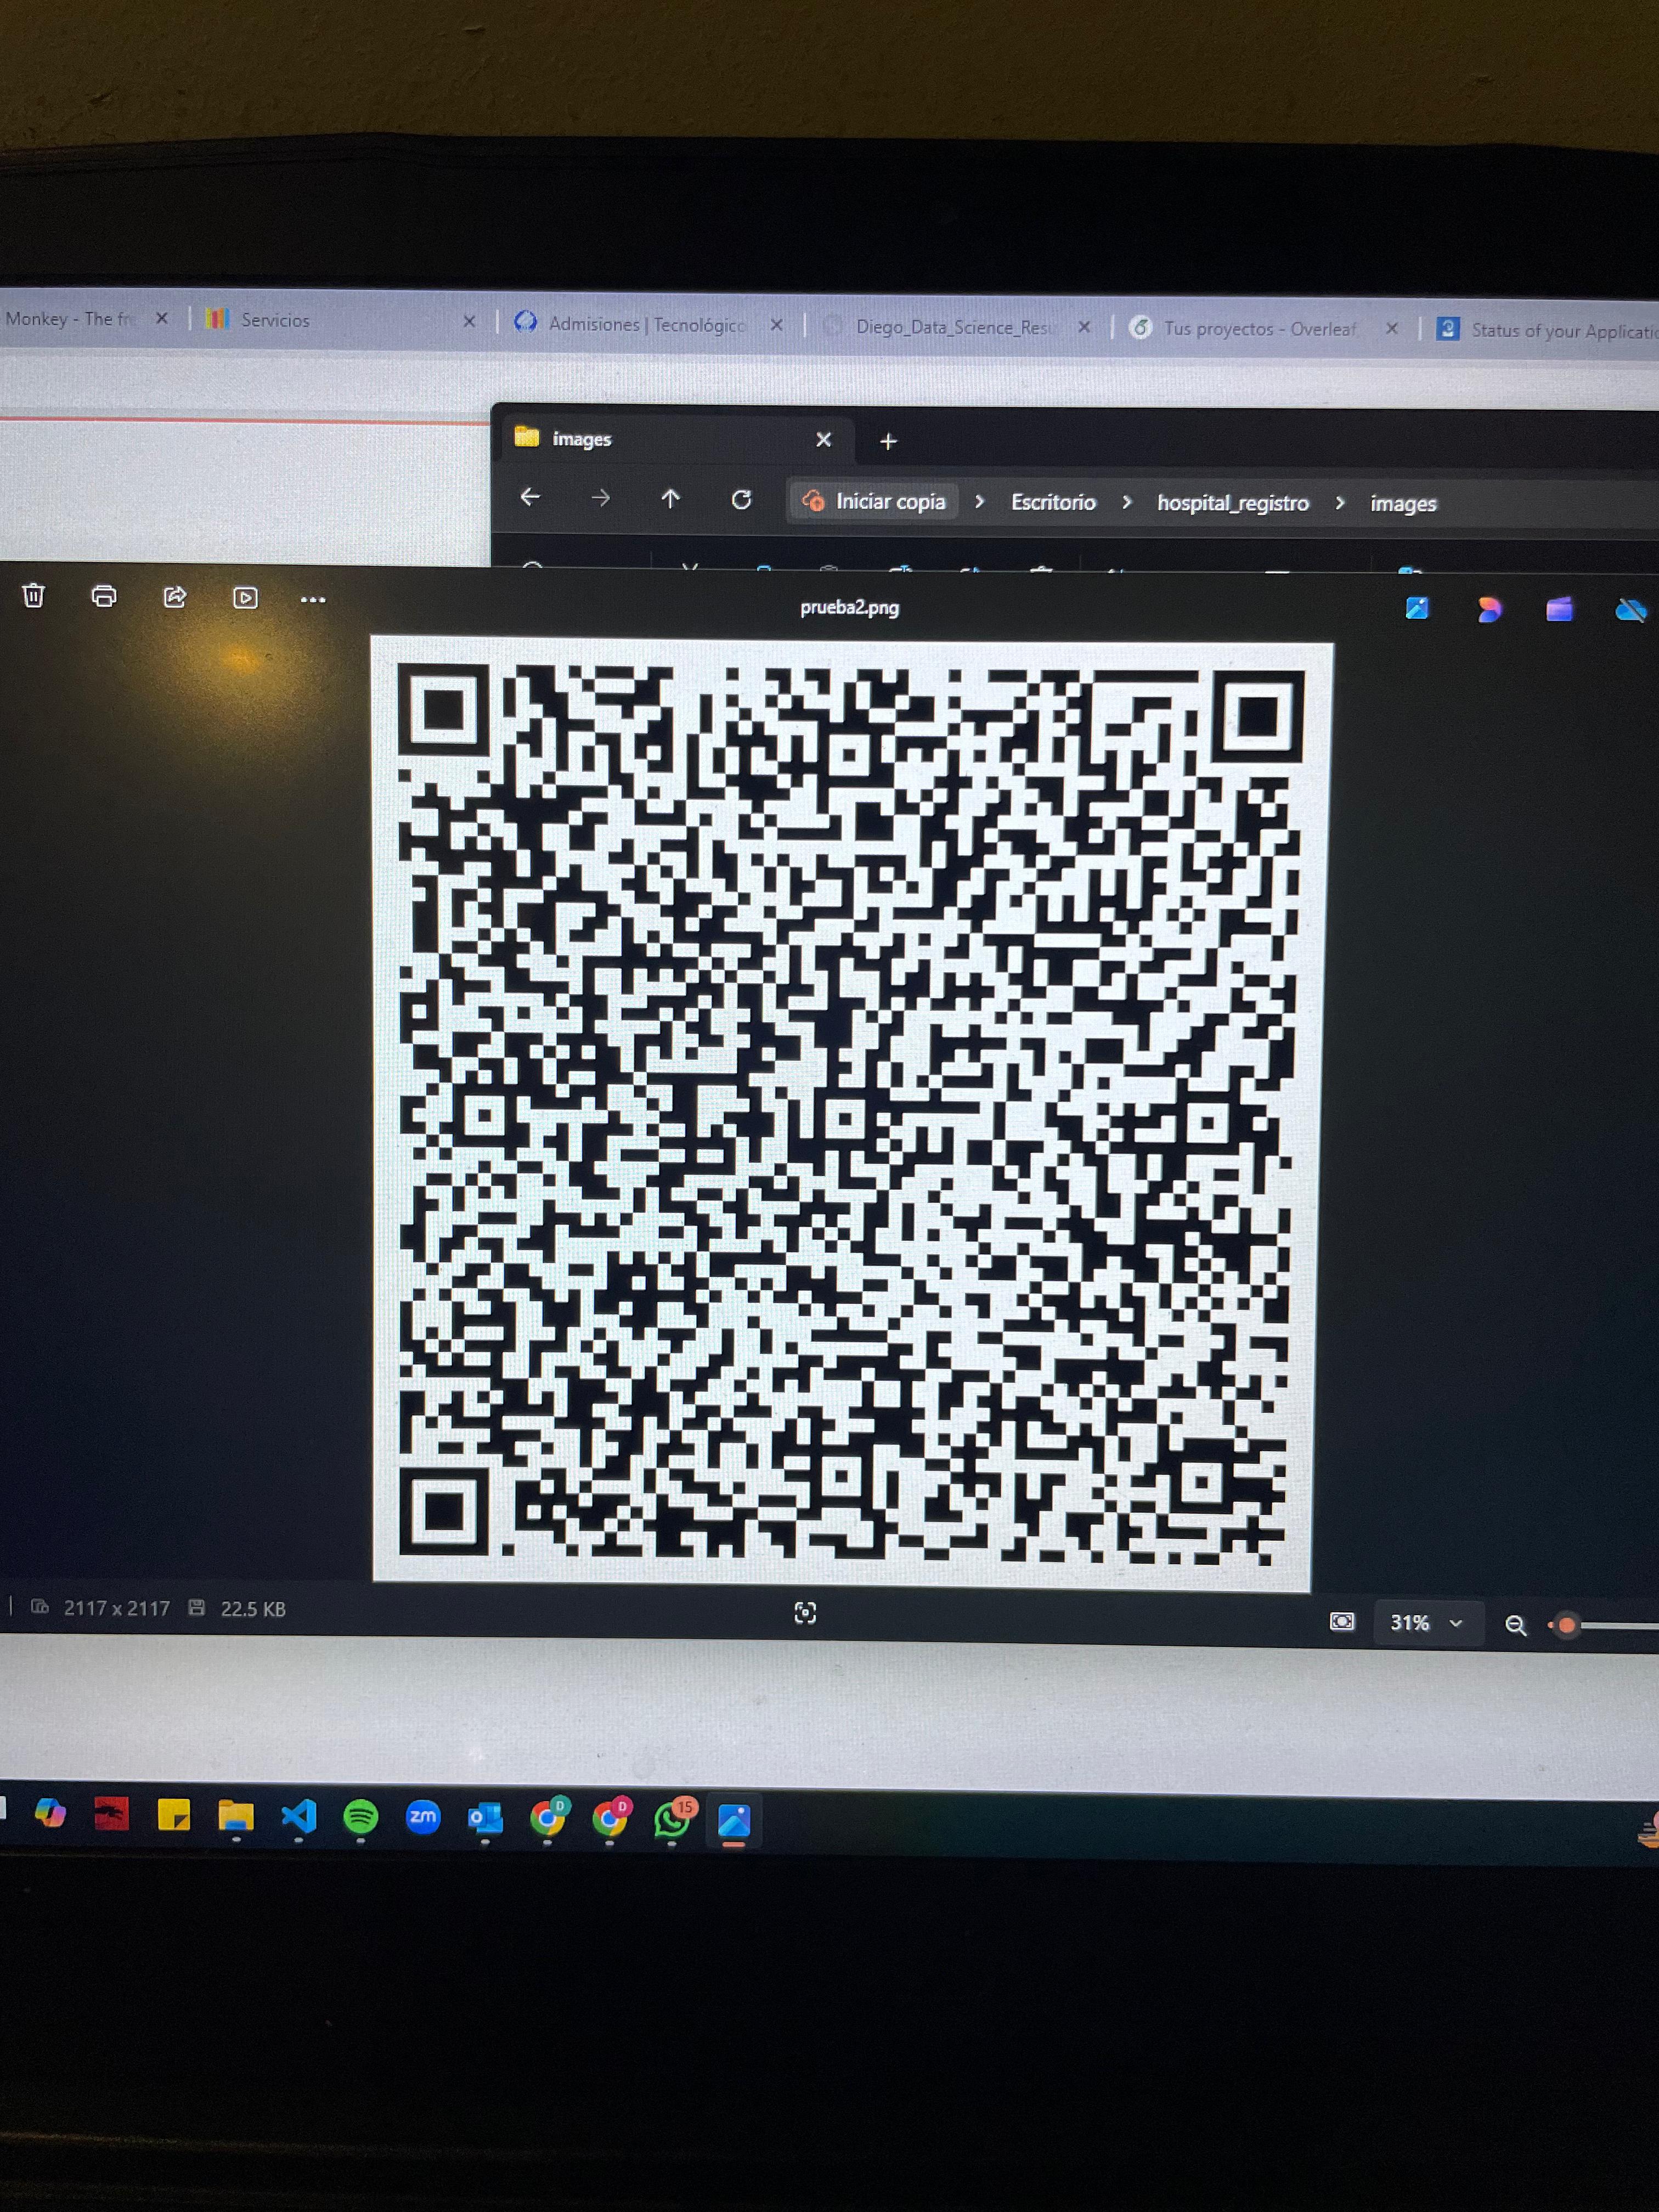 Monkey - The fr
Servicios
Admisiones | Tecnológico
Diego_Data_Science_Resu
Tus proyectos - Overleaf,
Status of your Applicatio
images
Iniciar copia > Escritorio > hospital_registro > images
prueba2.png
2117 x 2117 22.5 KB
31%
zm
D
D
15